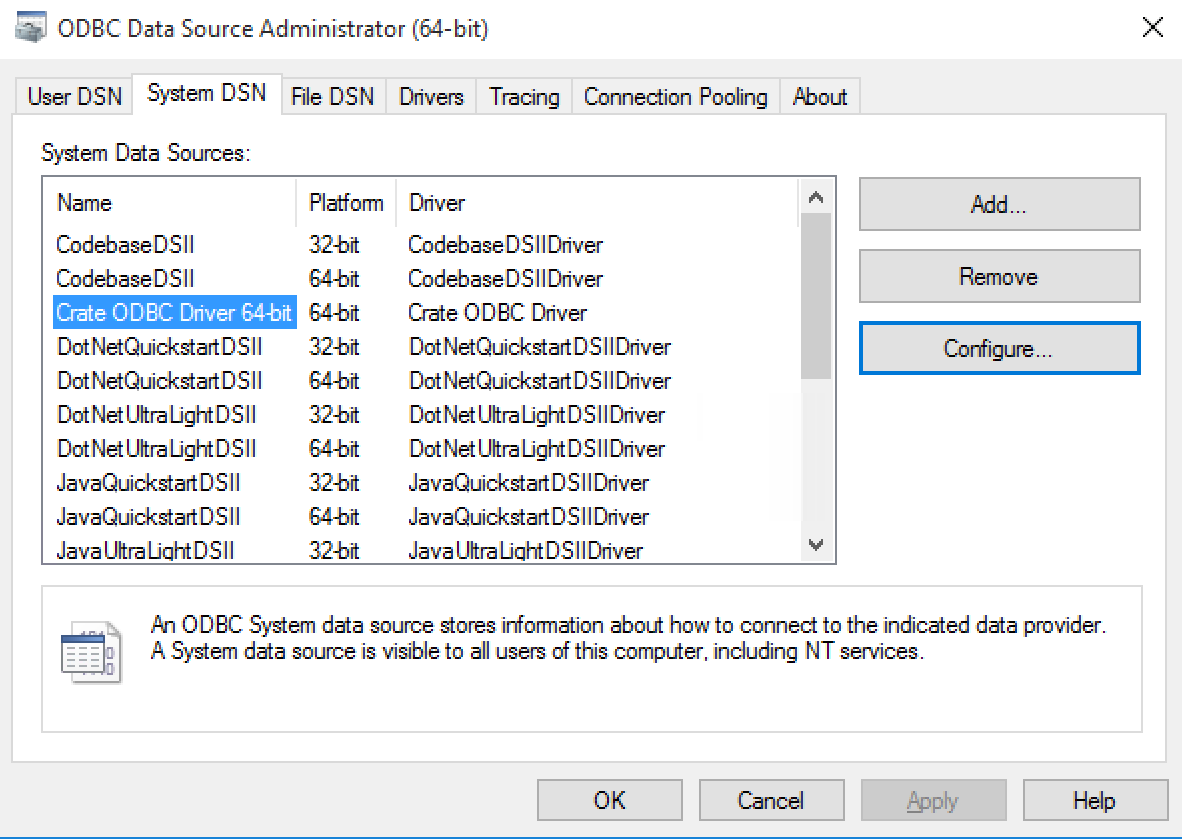 ODBC Data Source Administrator (64-bit)
User DSN System DSN File DSN Drivers Tracing Connection Pooling About
System Data Sources:
Name Platform Driver
CodebaseDSII 32-bit CodebaseDSIIDriver
CodebaseDSII 64-bit CodebaseDSIIDriver
Crate ODBC Driver 64-bit 64-bit Crate ODBC Driver
DotNetQuickstartDSII 32-bit DotNetQuickstartDSIIDriver
DotNetQuickstartDSII 64-bit DotNetQuickstartDSIIDriver
DotNetUltraLightDSII 32-bit DotNetUltraLightDSIIDriver
DotNetUltraLightDSII 64-bit DotNetUltraLightDSIIDriver
JavaQuickstartDSII 32-bit JavaQuickstartDSIIDriver
JavaQuickstartDSII 64-bit JavaQuickstartDSIIDriver
JavaUltraLightDSII 32-bit JavaUltraLightDSIIDriver
Add...
Remove
Configure...
An ODBC System data source stores information about how to connect to the indicated data provider.
A System data source is visible to all users of this computer, including NT services.
OK Cancel Apply Help